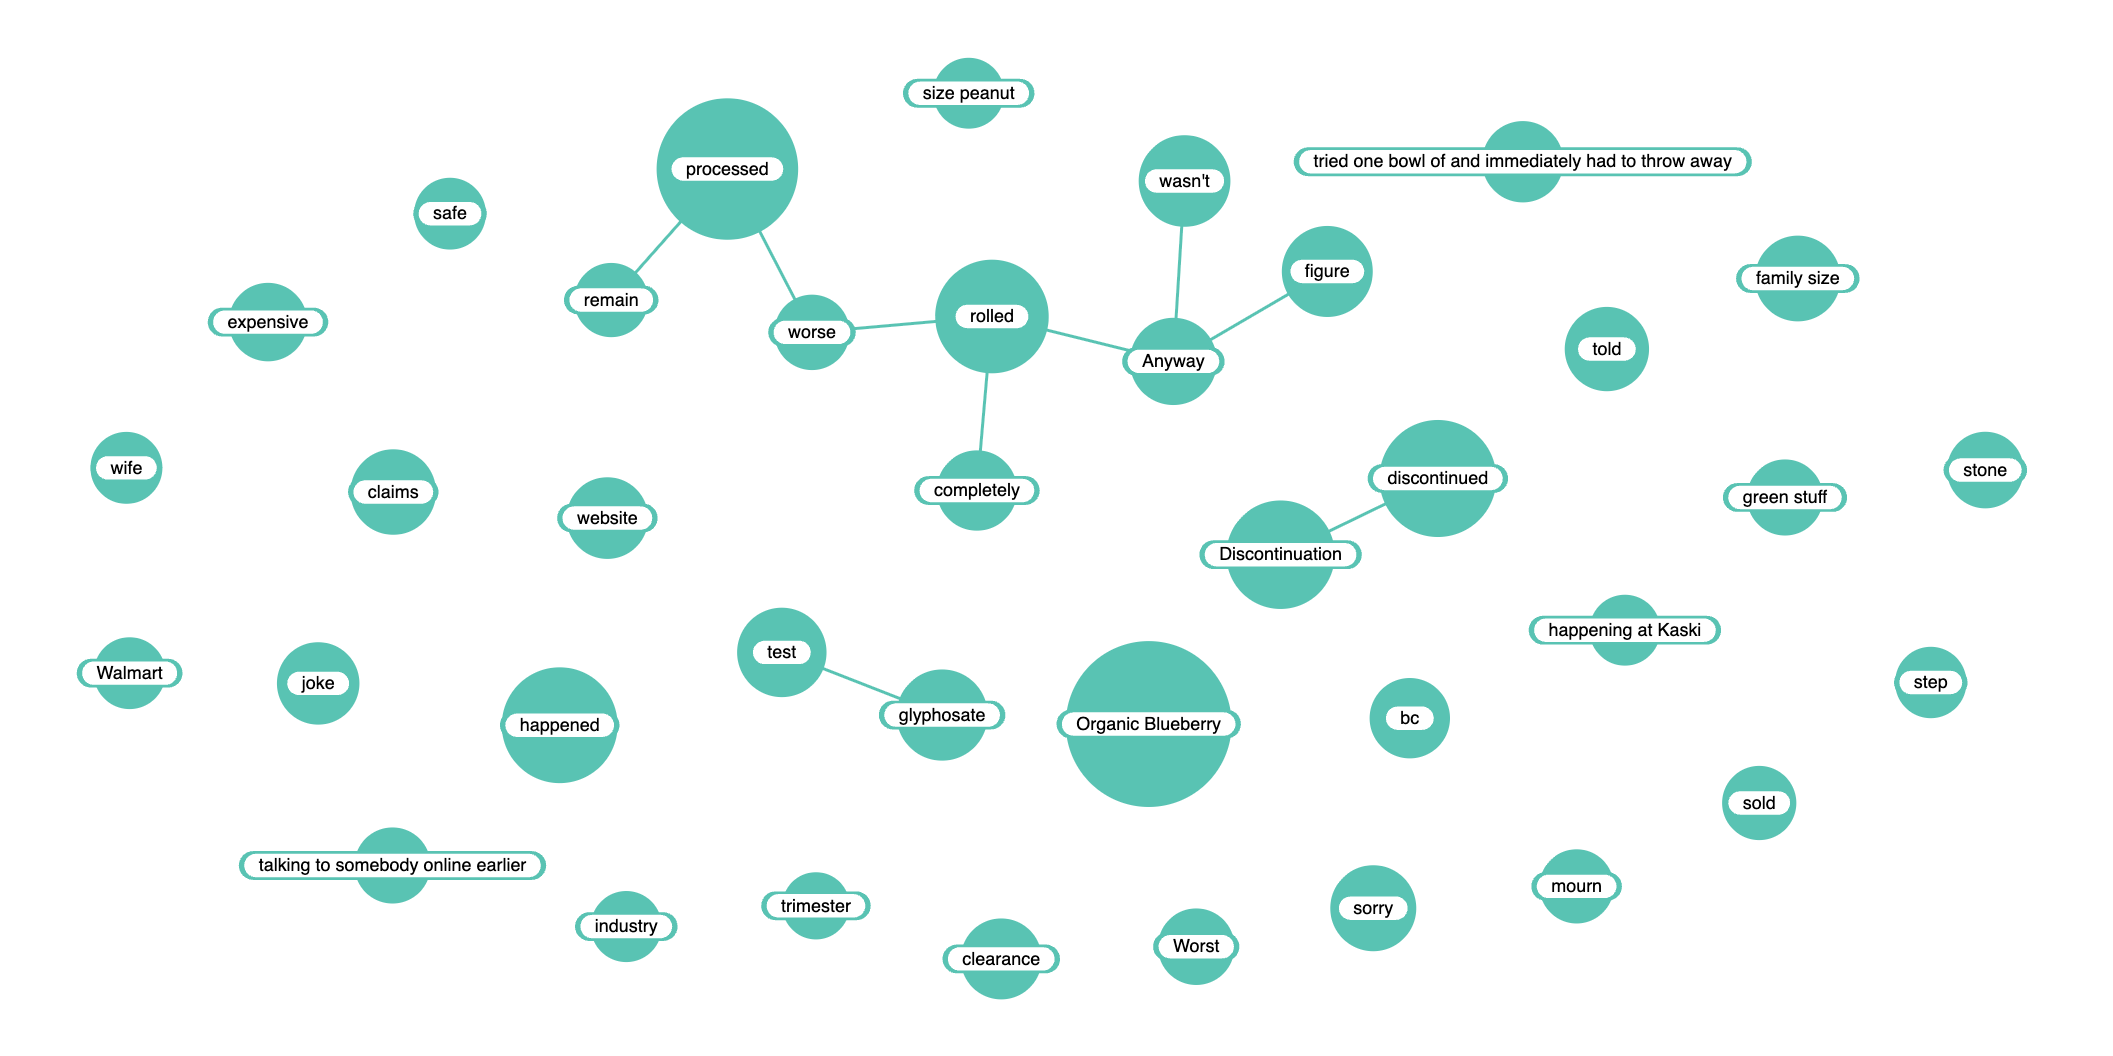 size peanut
processed
tried one bowl of and immediately had to throw away
wasn't
safe
figure
family size
remain
rolled
expensive
worse
told
Anyway
wife
stone
discontinued
completely
claims
green stuff
website
Discontinuation
happening at Kaski
test
Walmart
step
joke
glyphosate
bc
Organic Blueberry
happened
sold
talking to somebody online earlier
mourn
trimester
sorry
industry
Worst
clearance